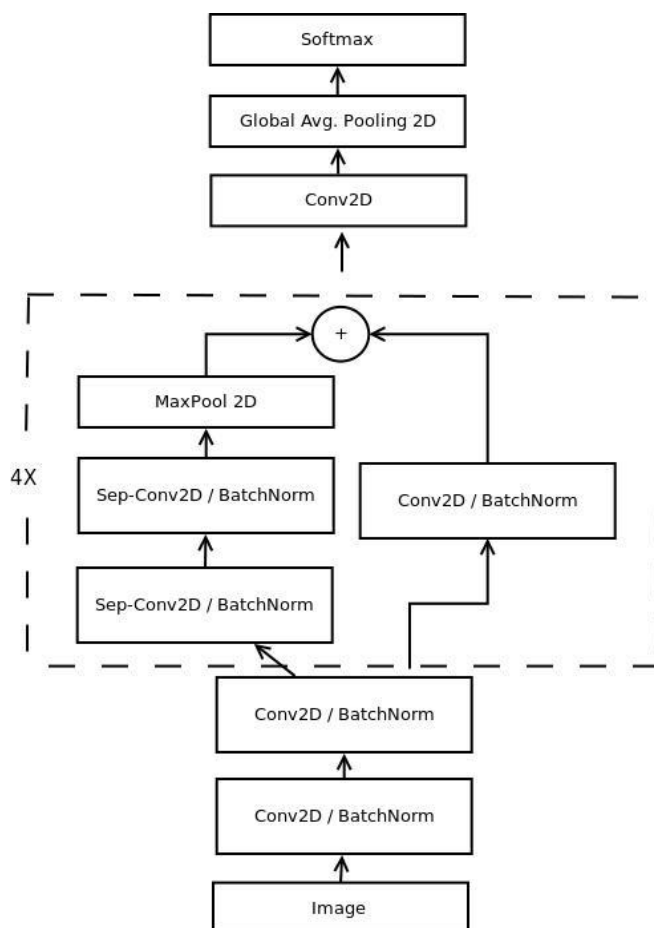 Softmax
Global Avg. Pooling 2D
Conv2D
+
MaxPool 2D
4X
Sep-Conv2D / BatchNorm
Conv2D / BatchNorm
Sep-Conv2D / BatchNorm
Conv2D / BatchNorm
Conv2D / BatchNorm
Image